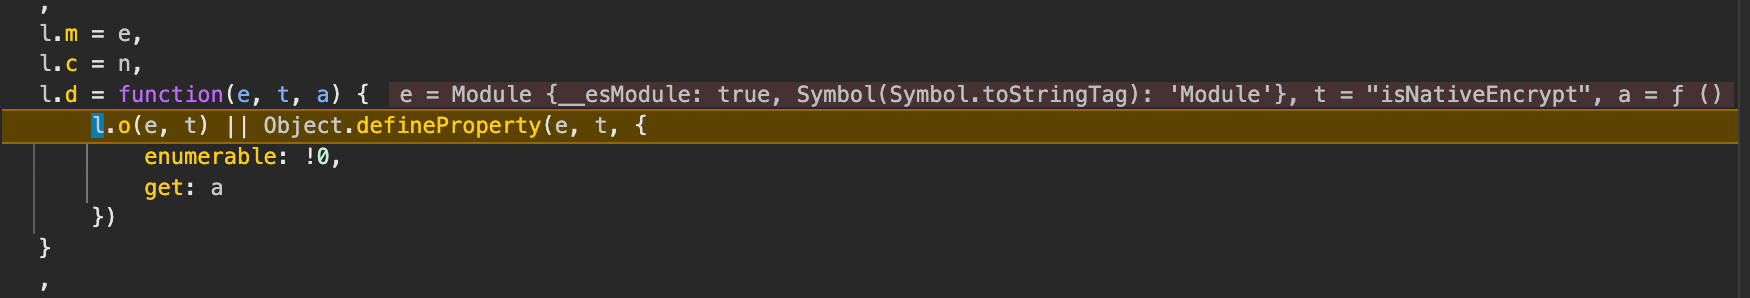 ,
l.m = e,
l.c = n,
l.d = function(e, t, a) { e = Module {__esModule: true, Symbol(Symbol.toStringTag): 'Module'}, t = "isNativeEncrypt", a = ƒ ()
l.o(e, t) || Object.defineProperty(e, t, {
enumerable: !0,
get: a
})
}
,